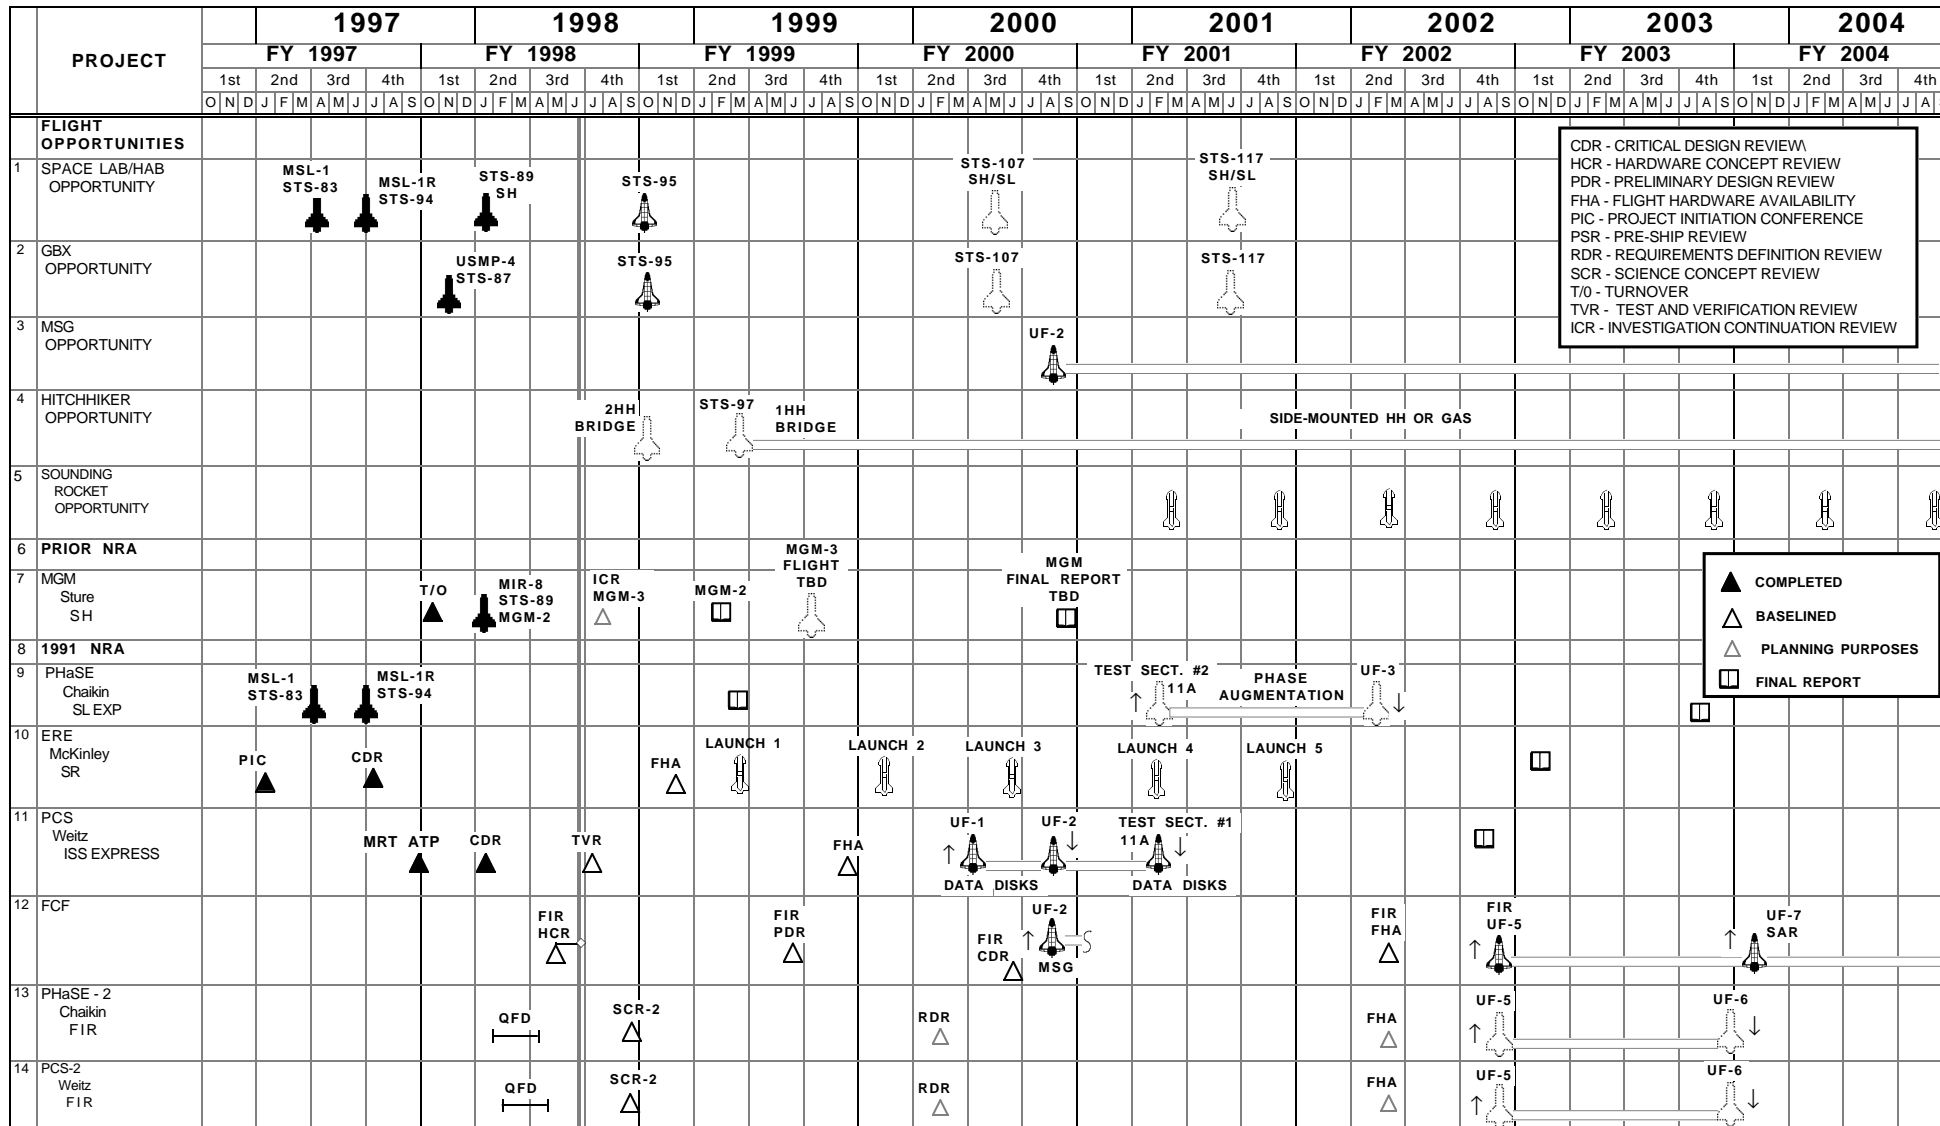 1997 1998 1999 2000 2001 2002 2003 2004
PROJECT
FY 1997 FY 1998 FY 1999 FY 2000 FY 2001 FY 2002 FY 2003 FY 2004
1st 2nd 3rd 4th 1st 2nd 3rd 4th 1st 2nd 3rd 4th 1st 2nd 3rd 4th 1st 2nd 3rd 4th 1st 2nd 3rd 4th 1st 2nd 3rd 4th 1st 2nd 3rd 4th
O N D J F M A M J J A S O N D J F M A M J J A S O N D J F M A M J J A S O N D J F M A M J J A S O N D J F M A M J J A S O N D J F M A M J J A S O N D J F M A M J J A S O N D J F M A M J J A S
FLIGHT
OPPORTUNITIES
CDR - CRITICAL DESIGN REVIEW\
HCR - HARDWARE CONCEPT REVIEW
PDR - PRELIMINARY DESIGN REVIEW
FHA - FLIGHT HARDWARE AVAILABILITY
PIC - PROJECT INITIATION CONFERENCE
PSR - PRE-SHIP REVIEW
RDR - REQUIREMENTS DEFINITION REVIEW
SCR - SCIENCE CONCEPT REVIEW
T/0 - TURNOVER
TVR - TEST AND VERIFICATION REVIEW
ICR - INVESTIGATION CONTINUATION REVIEW
1 SPACE LAB/HAB
OPPORTUNITY
MSL-1
STS-83
MSL-1R
STS-94
STS-89
SH
STS-95
STS-107
SH/SL
STS-117
SH/SL
2 GBX
OPPORTUNITY
USMP-4
STS-87
STS-95
STS-107
STS-117
3 MSG
OPPORTUNITY
UF-2
4 HITCHHIKER
OPPORTUNITY
2HH
BRIDGE
STS-97
1HH
BRIDGE
SIDE-MOUNTED HH OR GAS
5 SOUNDING
ROCKET
OPPORTUNITY
6 PRIOR NRA
7 MGM
Sture
SH
T/O
MIR-8
STS-89
MGM-2
ICR
MGM-3
MGM-2
MGM-3
FLIGHT
TBD
MGM
FINAL REPORT
TBD
COMPLETED
BASELINED
PLANNING PURPOSES
FINAL REPORT
8 1991 NRA
9 PHaSE
Chaikin
SL EXP
MSL-1
STS-83
MSL-1R
STS-94
TEST SECT. #2
11A
PHASE
AUGMENTATION
UF-3
10 ERE
McKinley
SR
PIC
CDR
FHA
LAUNCH 1
LAUNCH 2
LAUNCH 3
LAUNCH 4
LAUNCH 5
11 PCS
Weitz
ISS EXPRESS
MRT ATP
CDR
TVR
FHA
UF-1
UF-2
TEST SECT. #1
11A
DATA DISKS
DATA DISKS
12 FCF
FIR
HCR
FIR
PDR
FIR
CDR
UF-2
MSG
FIR
FHA
FIR
UF-5
UF-7
SAR
13 PHaSE - 2
Chaikin
FIR
QFD
SCR-2
RDR
FHA
UF-5
UF-6
14 PCS-2
Weitz
FIR
QFD
SCR-2
RDR
FHA
UF-5
UF-6